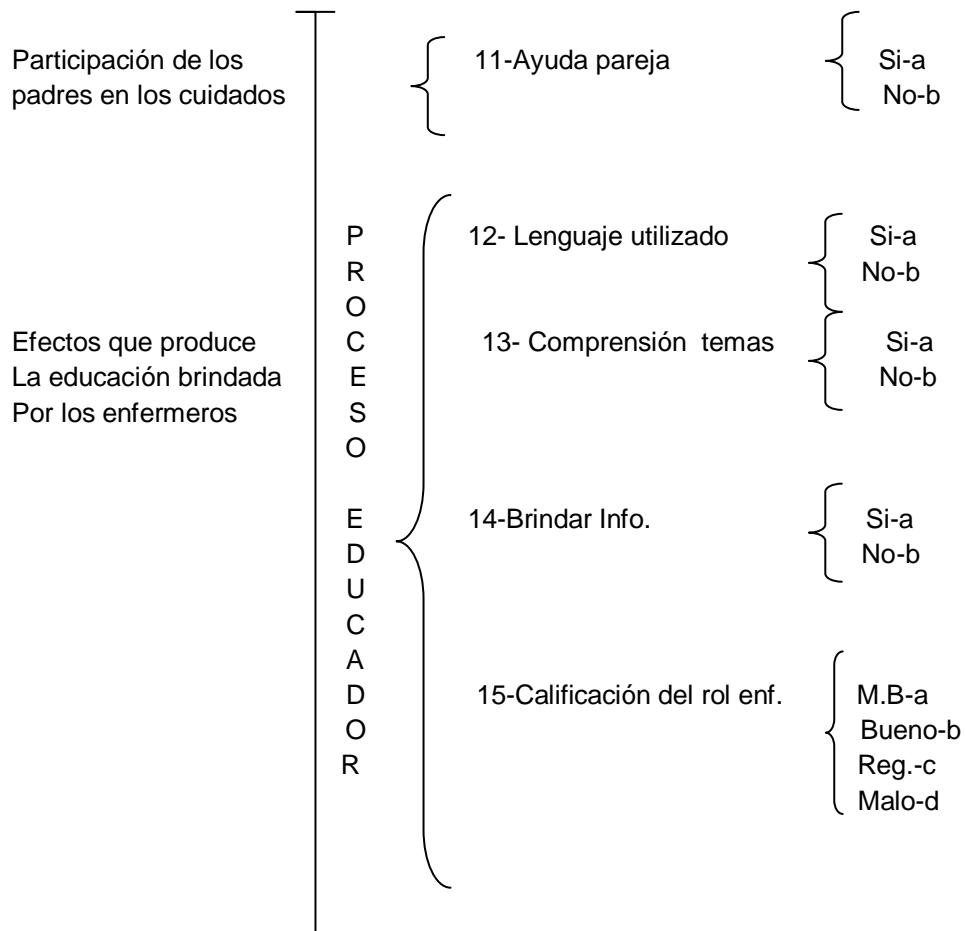 Participación de los
padres en los cuidados
11-Ayuda pareja
Si-a
No-b
PROCESO EDUCADOR
Efectos que produce
La educación brindada
Por los enfermeros
12- Lenguaje utilizado
Si-a
No-b
13- Comprensión temas
Si-a
No-b
14-Brindar Info.
Si-a
No-b
15-Calificación del rol enf.
M.B-a
Bueno-b
Reg.-c
Malo-d